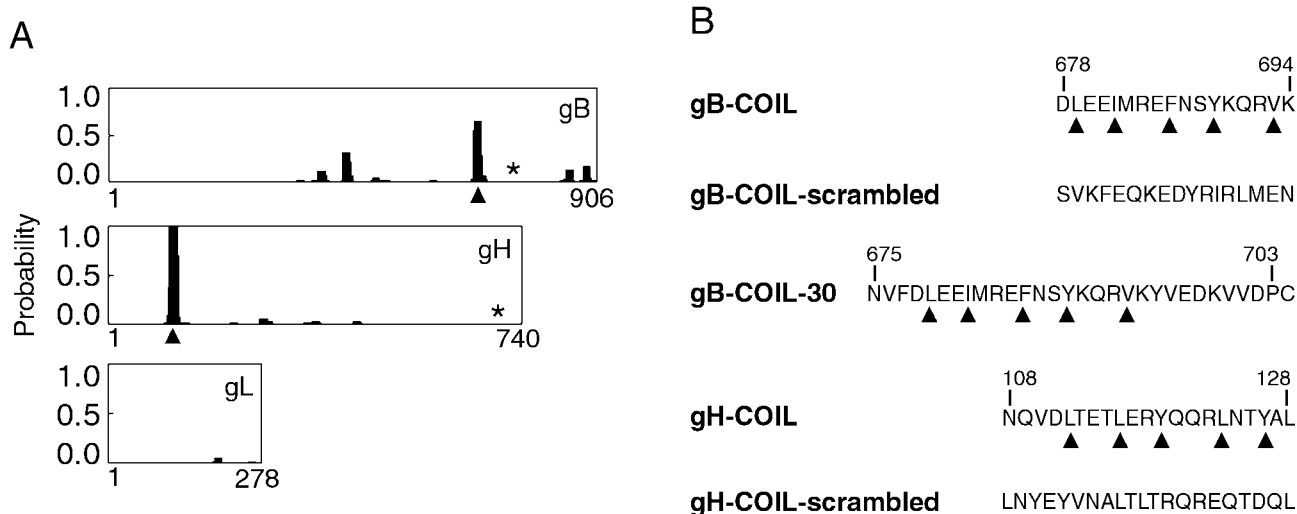 A
1.0
0.5
0.0
gB
*
1
906
1.0
0.5
0.0
gH
*
1
740
1.0
0.5
0.0
gL
1
278
Probability
B
678 694
gB-COIL DLEEIMREFNSYKQRVK
gB-COIL-scrambled SVKFEQKEDYRIRLMEN
675 703
gB-COIL-30 NVFDLEEIMREFNSYKQRVKYVEDKVVDPC
108 128
gH-COIL NQVDLTETLERYQQRLNTYAL
gH-COIL-scrambled LNYEYVNALTLTRQREQTDQL